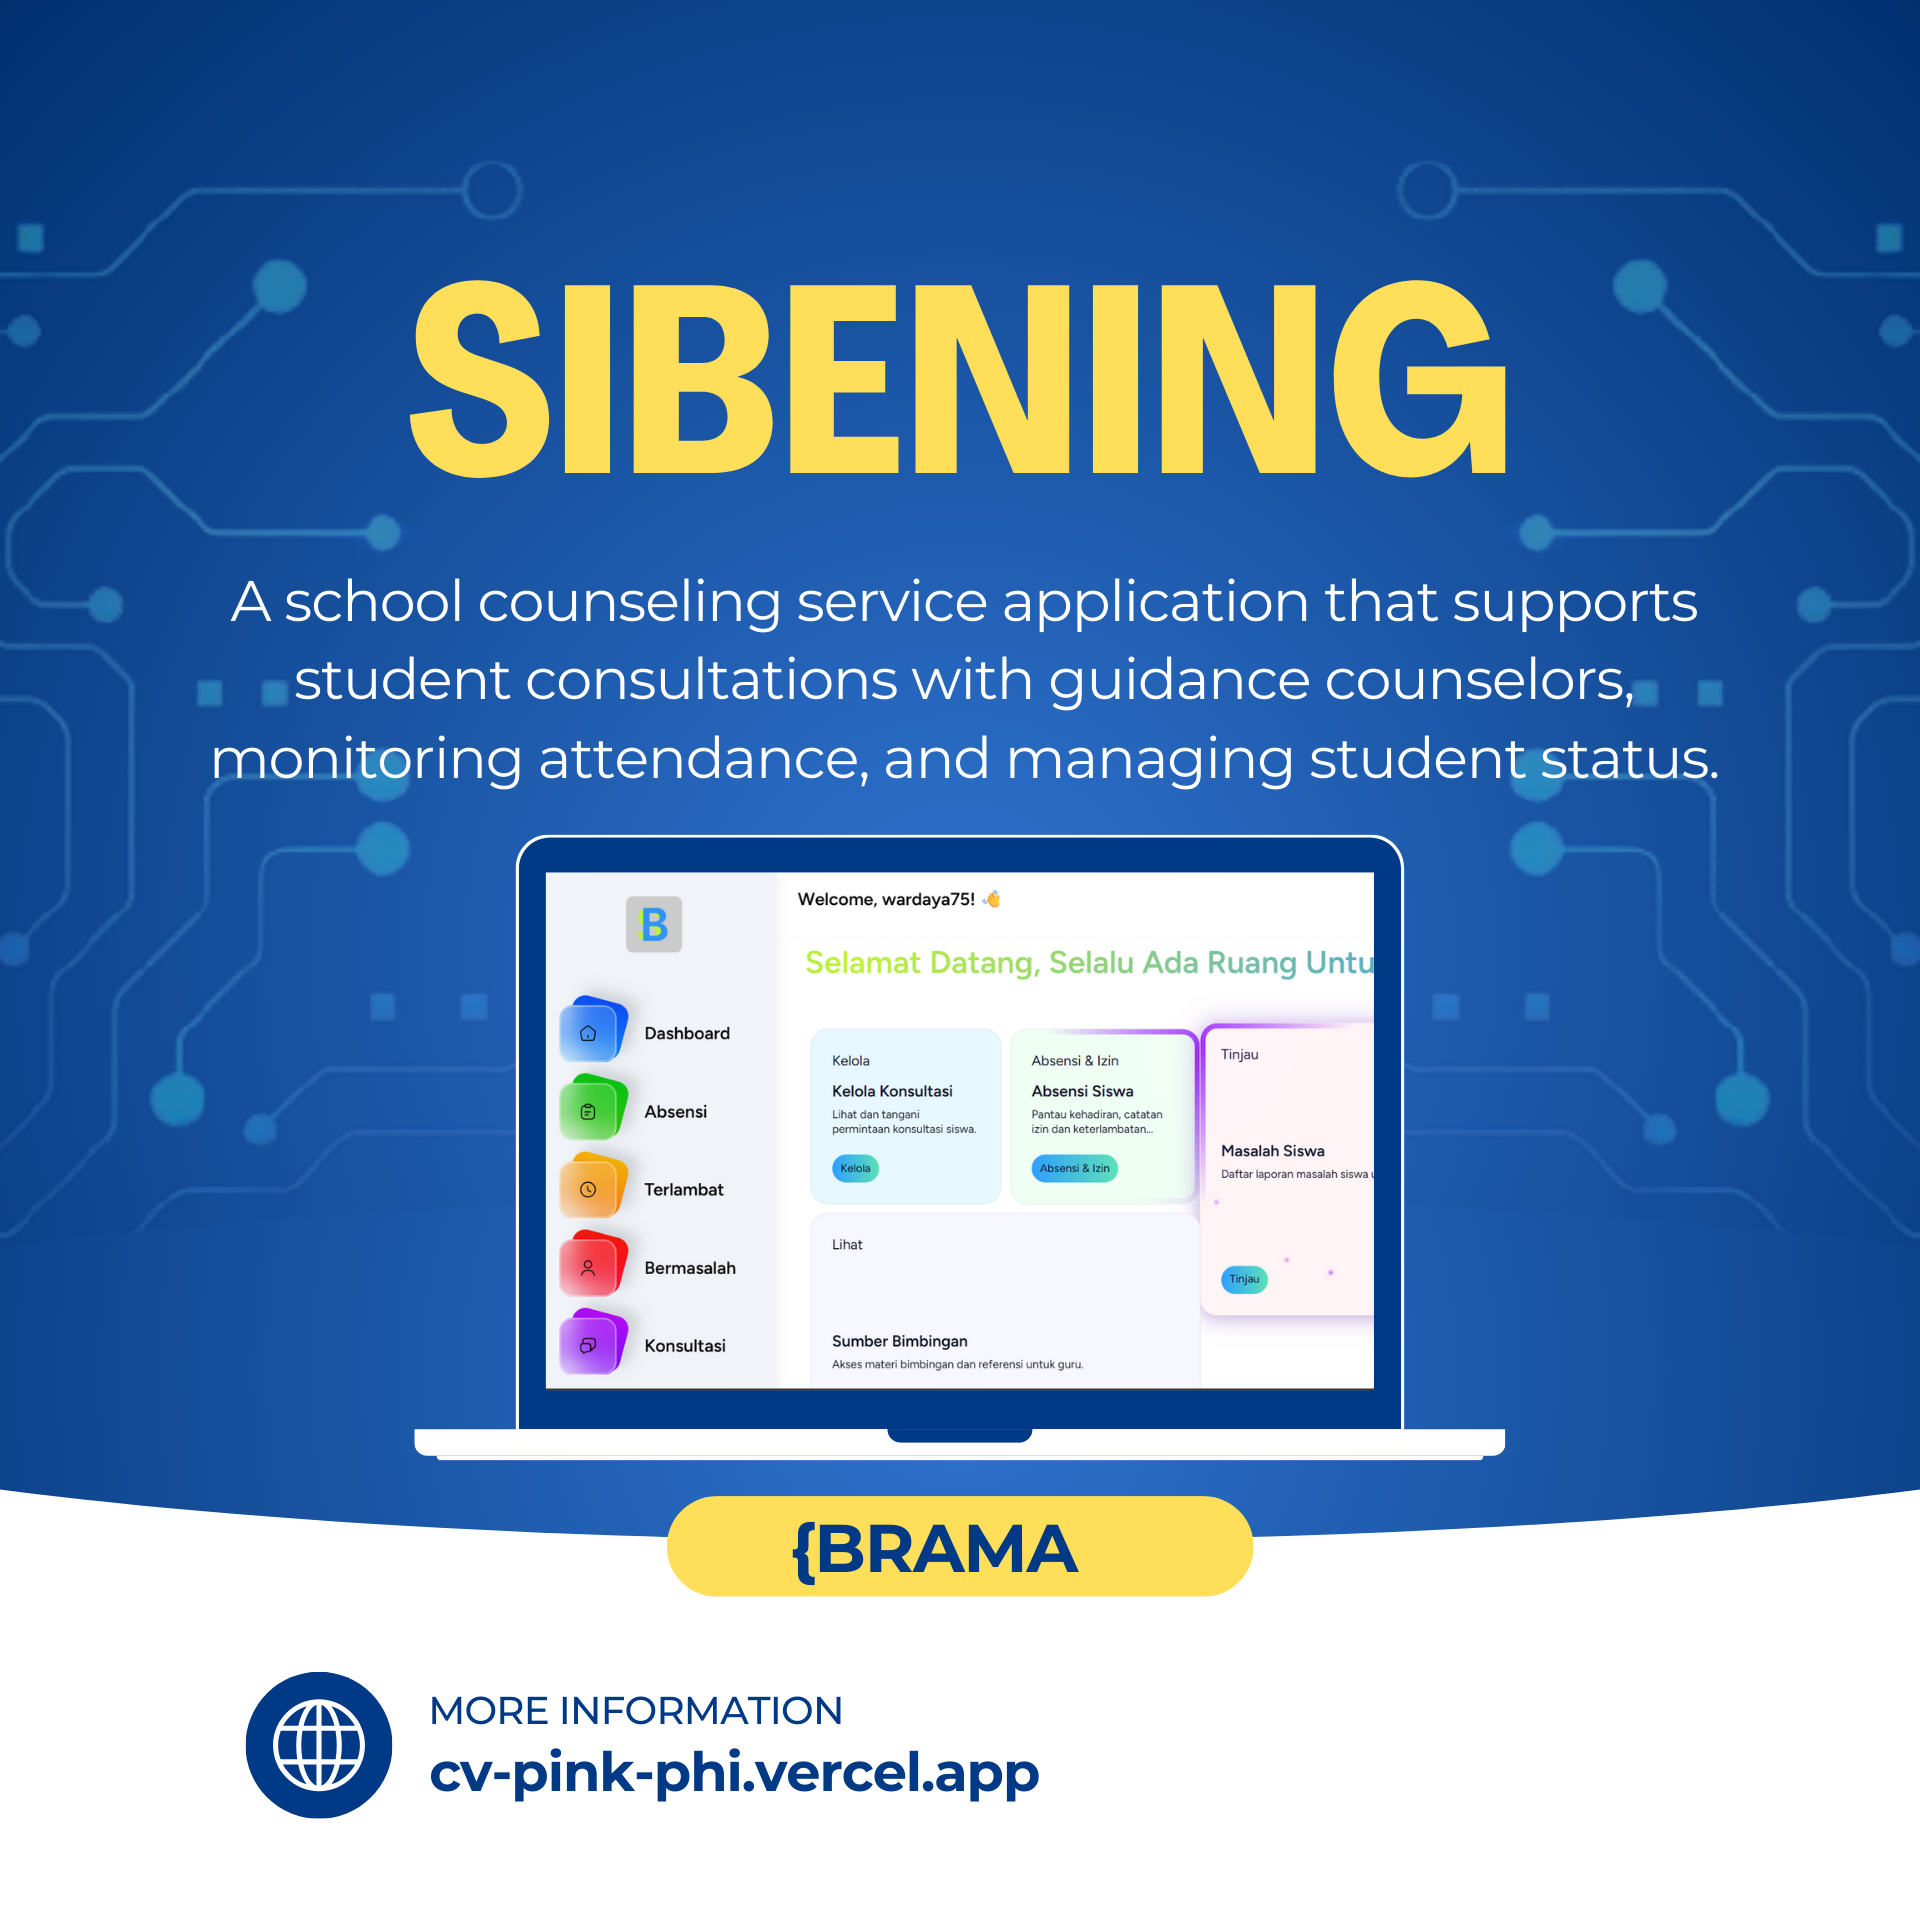 SIBENING
A school counseling service application that supports
student consultations with guidance counselors,
monitoring attendance, and managing student status.
B
Welcome, wardaya75! 👋
Selamat Datang, Selalu Ada Ruang Untu
Dashboard
Absensi
Terlambat
Bermasalah
Konsultasi
Kelola
Kelola Konsultasi
Lihat dan tangani
permintaan konsultasi siswa.
Kelola
Absensi & Izin
Absensi Siswa
Pantau kehadiran, catatan
izin dan keterlambatan...
Absensi & Izin
Tinjau
Masalah Siswa
Daftar laporan masalah siswa u
Tinjau
Lihat
Sumber Bimbingan
Akses materi bimbingan dan referensi untuk guru.
{BRAMA
MORE INFORMATION
cv-pink-phi.vercel.app